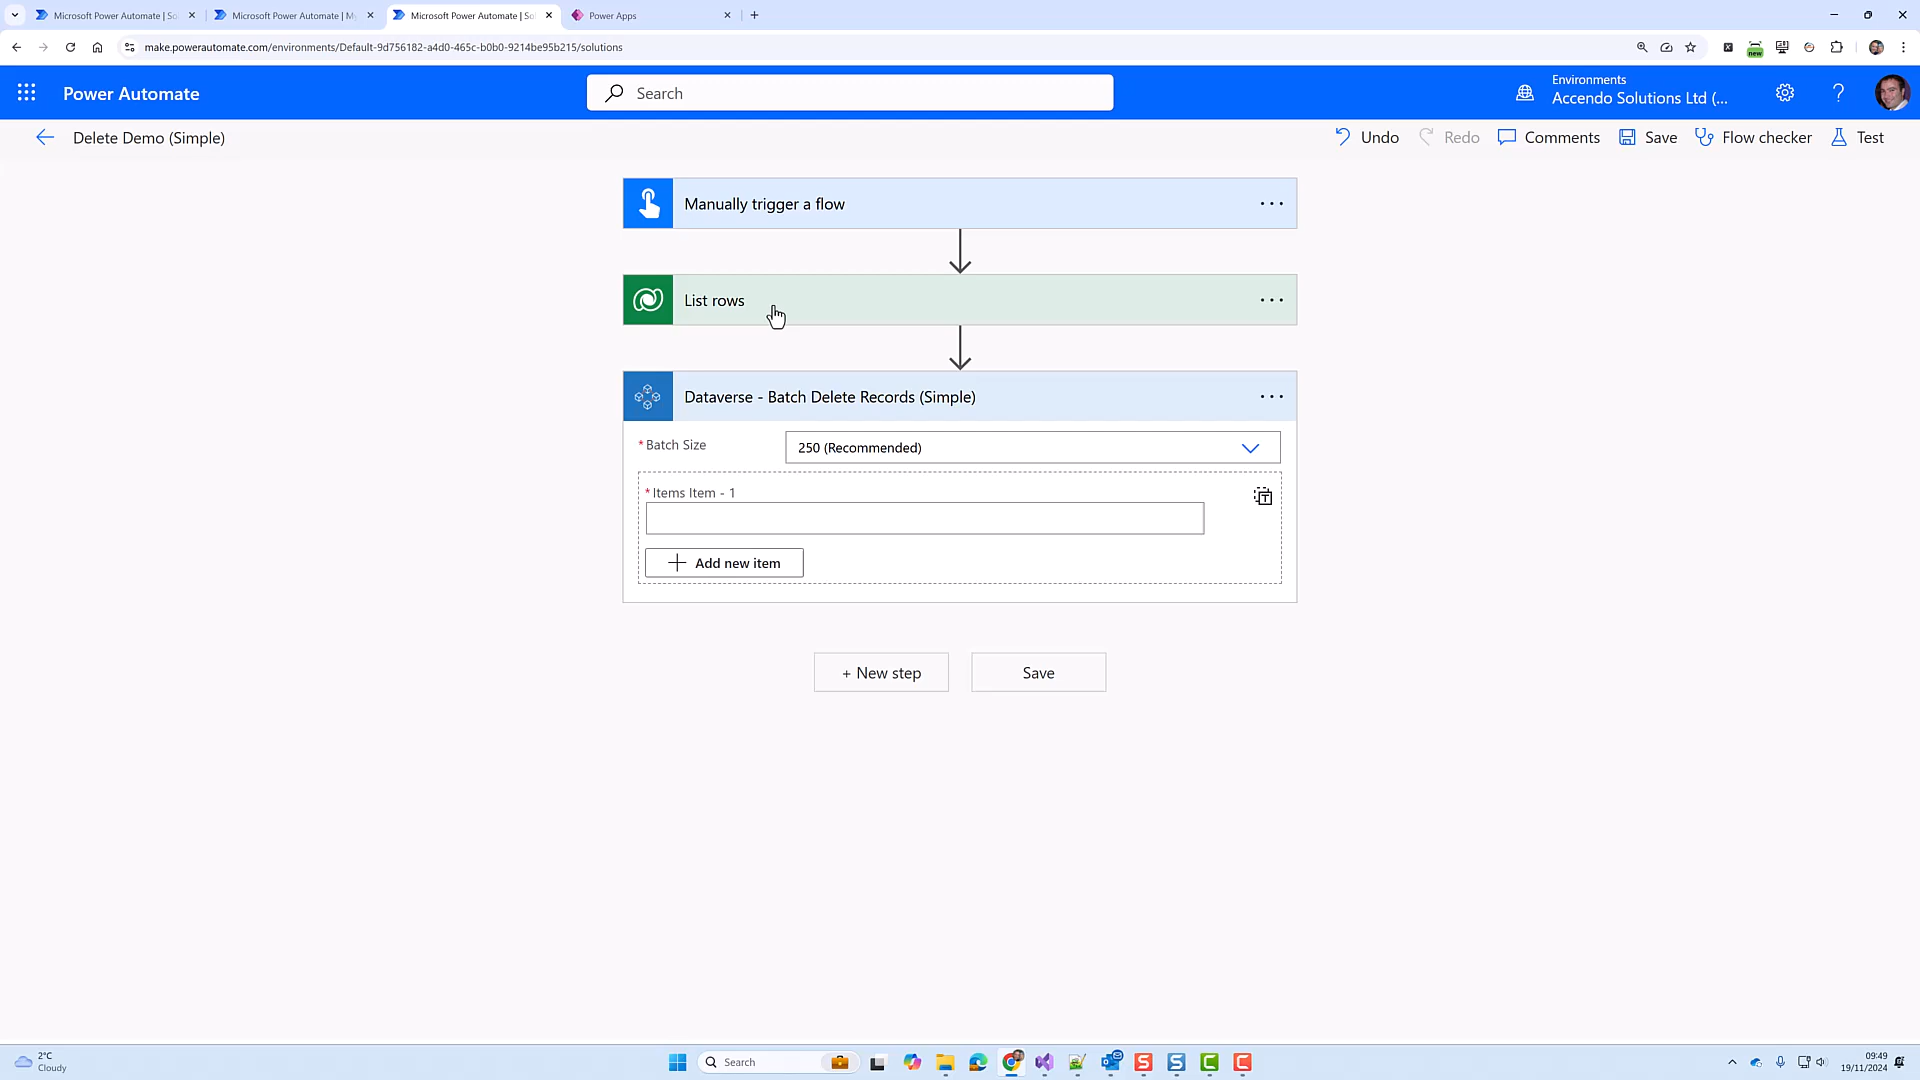 Microsoft Power Automate | So
Microsoft Power Automate | My
Microsoft Power Automate | So
Power Apps
make.powerautomate.com/environments/Default-9d756182-a4d0-465c-b0b0-9214be95b215/solutions
new
Power Automate
Search
Environments
Accendo Solutions Ltd (...
Delete Demo (Simple)
Undo
Redo
Comments
Save
Flow checker
Test
Manually trigger a flow
List rows
Dataverse - Batch Delete Records (Simple)
* Batch Size
250 (Recommended)
* Items Item - 1
Add new item
+ New step
Save
2°C
Cloudy
Search
09:49
19/11/2024